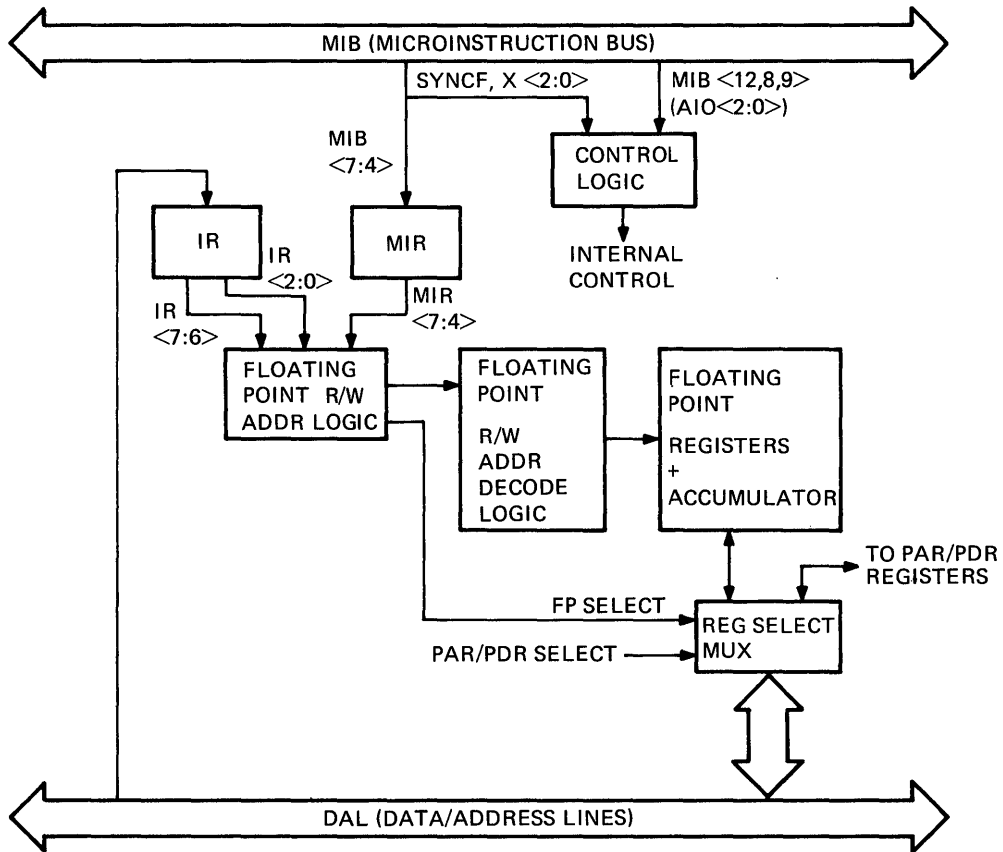 MIB (MICROINSTRUCTION BUS)
SYNCF, X <2:0>
MIB <12,8,9>
(AIO<2:0>)
MIB
<7:4>
CONTROL
LOGIC
IR
MIR
INTERNAL
CONTROL
IR
<2:0>
IR
<7:6>
MIR
<7:4>
FLOATING
POINT R/W
ADDR LOGIC
FLOATING
POINT
R/W
ADDR
DECODE
LOGIC
FLOATING
POINT
REGISTERS
+
ACCUMULATOR
TO PAR/PDR
REGISTERS
FP SELECT
PAR/PDR SELECT
REG SELECT
MUX
DAL (DATA/ADDRESS LINES)